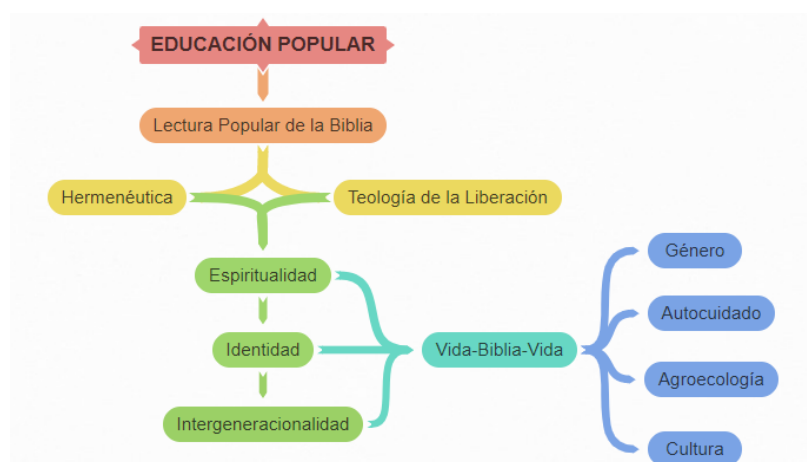 EDUCACIÓN POPULAR
Lectura Popular de la Biblia
Hermenéutica
Teología de la Liberación
Espiritualidad
Identidad
Intergeneracionalidad
Vida-Biblia-Vida
Género
Autocuidado
Agroecología
Cultura